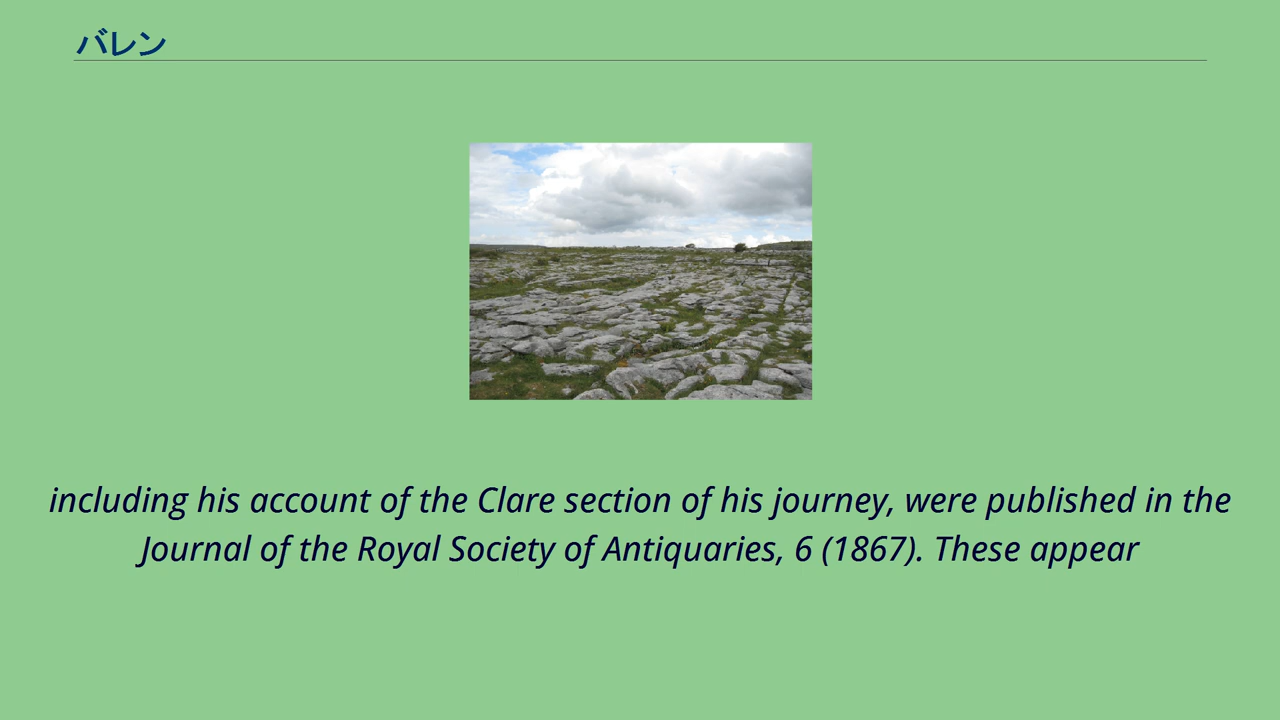 バレン
including his account of the Clare section of his journey, were published in the
Journal of the Royal Society of Antiquaries, 6 (1867). These appear